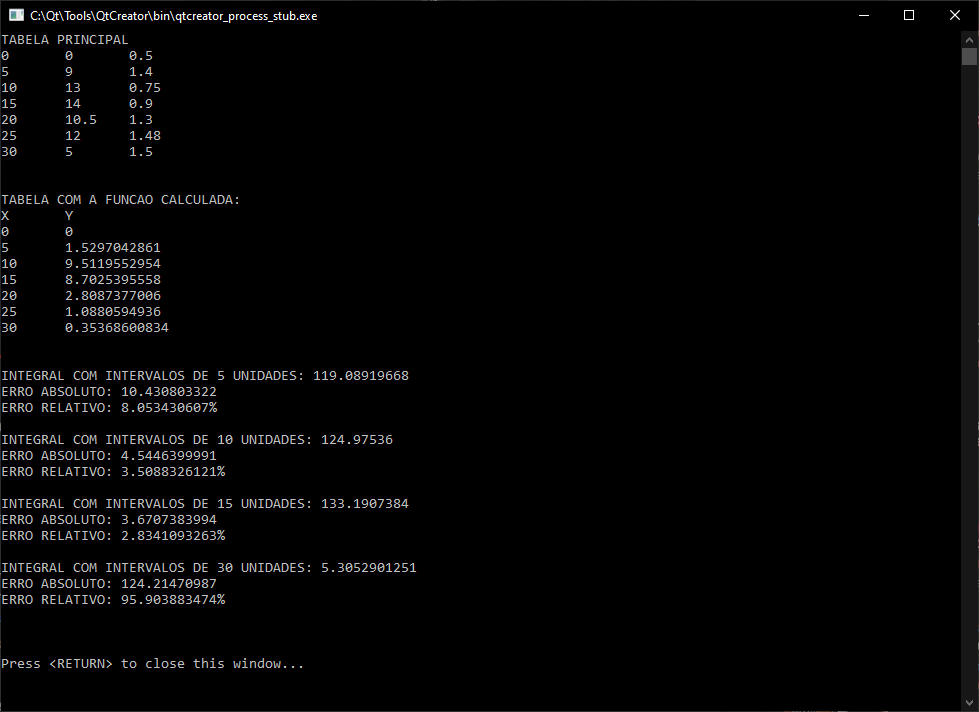 C:\Qt\Tools\QtCreator\bin\qtcreator_process_stub.exe
TABELA PRINCIPAL
0 0 0.5
5 9 1.4
10 13 0.75
15 14 0.9
20 10.5 1.3
25 12 1.48
30 5 1.5
TABELA COM A FUNCAO CALCULADA:
X Y
0 0
5 1.5297042861
10 9.5119552954
15 8.7025395558
20 2.8087377006
25 1.0880594936
30 0.35368600834
INTEGRAL COM INTERVALOS DE 5 UNIDADES: 119.08919668
ERRO ABSOLUTO: 10.430803322
ERRO RELATIVO: 8.053430607%
INTEGRAL COM INTERVALOS DE 10 UNIDADES: 124.97536
ERRO ABSOLUTO: 4.5446399991
ERRO RELATIVO: 3.5088326121%
INTEGRAL COM INTERVALOS DE 15 UNIDADES: 133.1907384
ERRO ABSOLUTO: 3.6707383994
ERRO RELATIVO: 2.8341093263%
INTEGRAL COM INTERVALOS DE 30 UNIDADES: 5.3052901251
ERRO ABSOLUTO: 124.21470987
ERRO RELATIVO: 95.903883474%
Press <RETURN> to close this window...